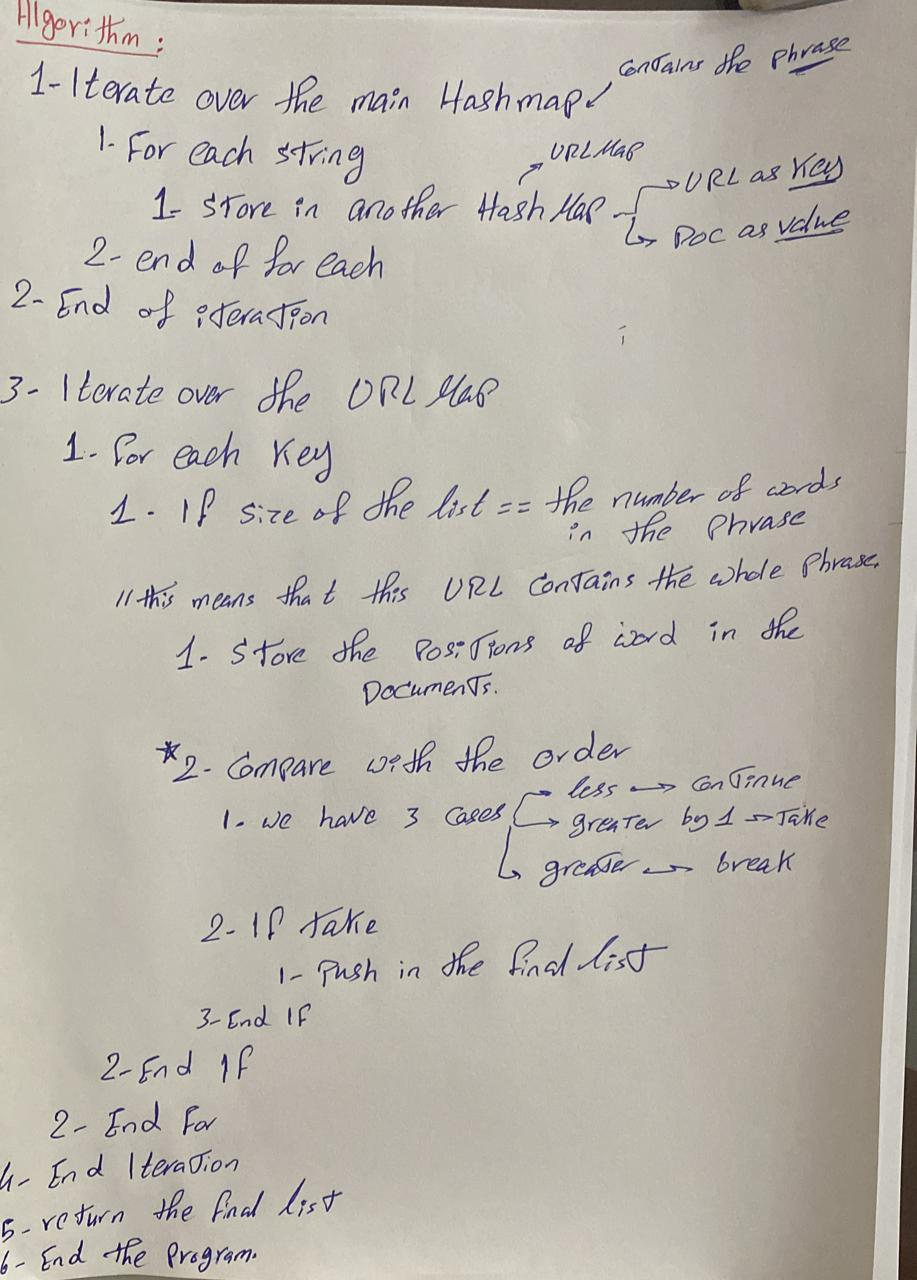 Algorithm :
contains the phrase
1- Iterate over the main Hashmap
1- For each string
URL Map
1- Store in another Hash Map
URL as Key
Doc as value
2- end of for each
2- End of iteration
3- Iterate over the URL Map
1- for each Key
1- If size of the list == the number of words
in the Phrase
// this means that this URL contains the whole Phrase.
1- Store the Positions of word in the
Documents.
* 2- Compare with the order
less → continue
1- we have 3 cases → greater by 1 → Take
greater → break
2- If take
1- Push in the final list
3- End If
2- End If
2- End For
4- End Iteration
5- return the final list
6- End the Program.